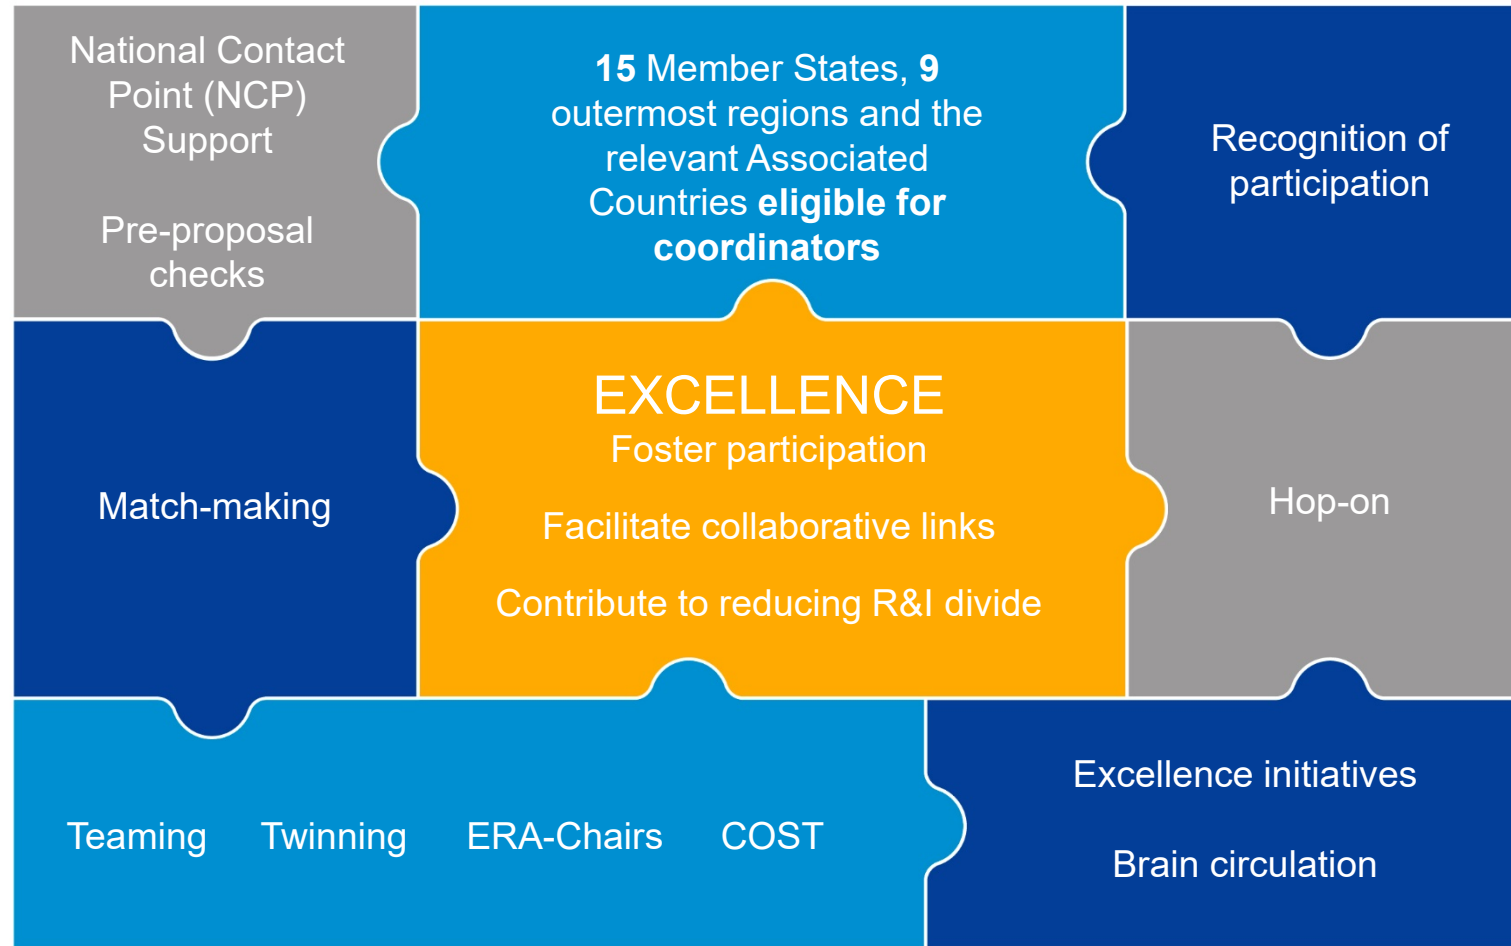 National Contact
Point (NCP)
Support
Pre-proposal
checks
15 Member States, 9
outermost regions and the
relevant Associated
Countries eligible for
coordinators
Recognition of
participation
Match-making
EXCELLENCE
Foster participation
Facilitate collaborative links
Contribute to reducing R&I divide
Hop-on
Teaming
Twinning
ERA-Chairs
COST
Excellence initiatives
Brain circulation